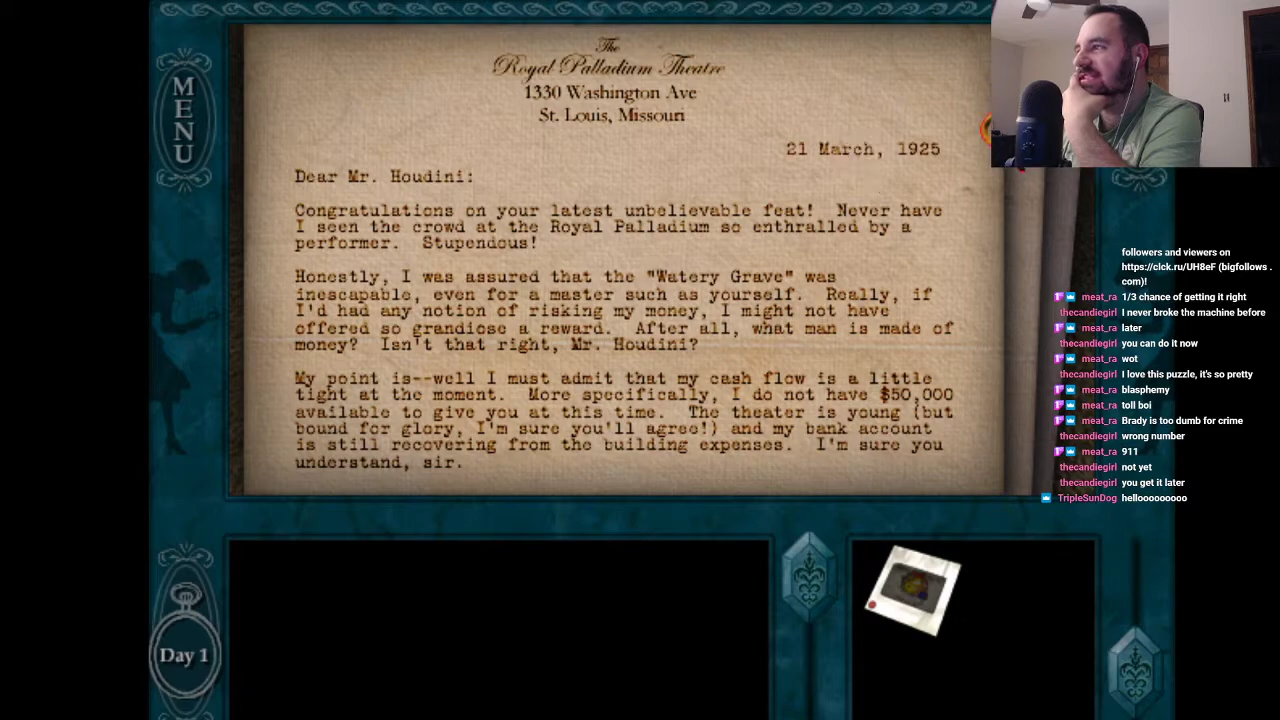 MENU
The
Royal Palladium Theatre
1330 Washington Ave
St. Louis, Missouri
21 March, 1925
Dear Mr. Houdini:
Congratulations on your latest unbelievable feat! Never have
I seen the crowd at the Royal Palladium so enthralled by a
performer. Stupendous!
Honestly, I was assured that the "Watery Grave" was
inescapable, even for a master such as yourself. Really, if
I'd had any notion of risking my money, I might not have
offered so grandiose a reward. After all, what man is made of
money? Isn't that right, Mr. Houdini?
My point is--well I must admit that my cash flow is a little
tight at the moment. More specifically, I do not have $50,000
available to give you at this time. The theater is young (but
bound for glory, I'm sure you'll agree!) and my bank account
is still recovering from the building expenses. I'm sure you
understand, sir.
Day 1
followers and viewers on
https://clck.ru/UH8eF (bigfollows .
com)!
meat_ra 1/3 chance of getting it right
thecandiegirl I never broke the machine before
meat_ra later
thecandiegirl you can do it now
meat_ra wot
thecandiegirl I love this puzzle, it's so pretty
meat_ra blasphemy
meat_ra toll boi
meat_ra Brady is too dumb for crime
thecandiegirl wrong number
meat_ra 911
thecandiegirl not yet
thecandiegirl you get it later
TripleSunDog hellooooooooo